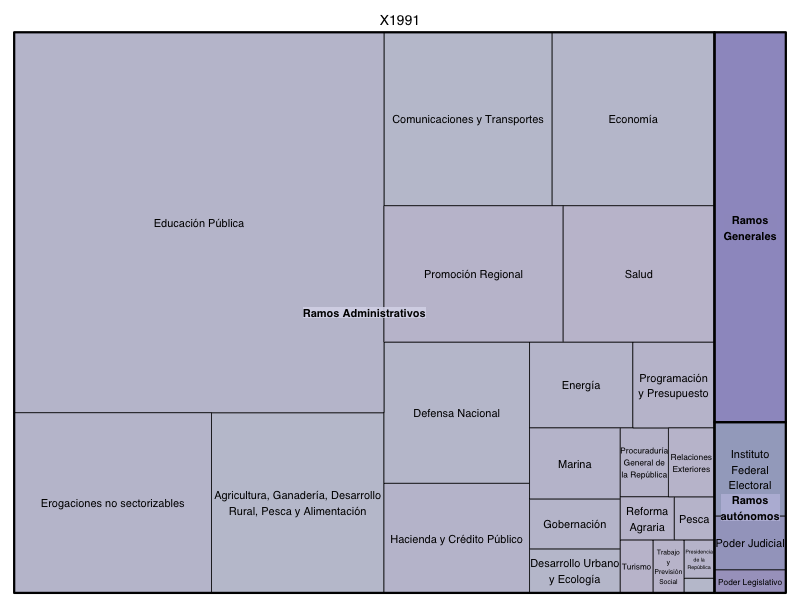 X1991
Comunicaciones y Transportes
Economía
Educación Pública
Ramos
Generales
Promoción Regional
Salud
Ramos Administrativos
Defensa Nacional
Energía
Programación
y Presupuesto
Erogaciones no sectorizables
Agricultura, Ganadería, Desarrollo
Rural, Pesca y Alimentación
Hacienda y Crédito Público
Marina
Procuraduría
General de
la República
Relaciones
Exteriores
Gobernación
Reforma
Agraria
Pesca
Desarrollo Urbano
y Ecología
Turismo
Trabajo
y
Previsión
Social
Presidencia
de la
República
Instituto
Federal
Electoral
Ramos
autónomos
Poder Judicial
Poder Legislativo